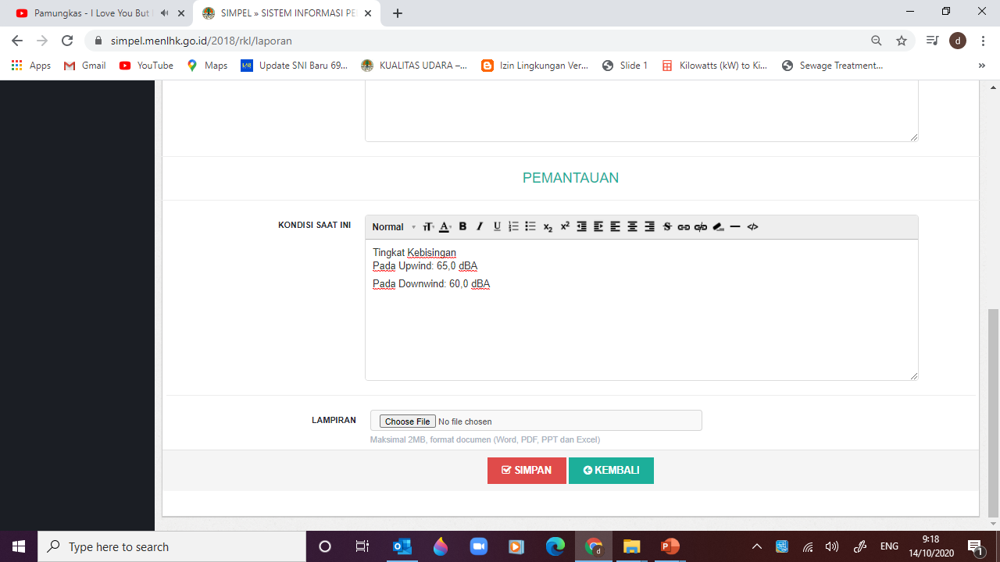 Pamungkas - I Love You But
SIMPEL » SISTEM INFORMASI PE
simpel.menlhk.go.id/2018/rkl/laporan
d
Apps
Gmail
YouTube
Maps
Update SNI Baru 69...
KUALITAS UDARA –...
Izin Lingkungan Ver...
Slide 1
Kilowatts (kW) to Ki...
Sewage Treatment...
»
PEMANTAUAN
KONDISI SAAT INI
Normal
Tingkat Kebisingan
Pada Upwind: 65,0 dBA
Pada Downwind: 60,0 dBA
LAMPIRAN
Choose File No file chosen
Maksimal 2MB, format documen (Word, PDF, PPT dan Excel)
SIMPAN
KEMBALI
Type here to search
ENG
9:18
14/10/2020
1